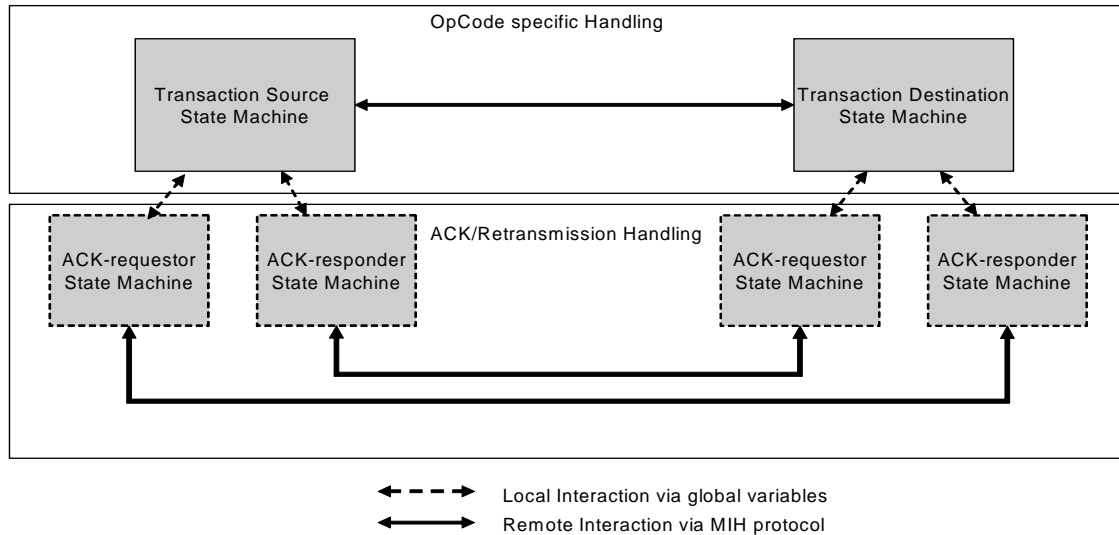 OpCode specific Handling
Transaction Source
State Machine
Transaction Destination
State Machine
ACK/Retransmission Handling
ACK-requestor
State Machine
ACK-responder
State Machine
ACK-requestor
State Machine
ACK-responder
State Machine
Local Interaction via global variables
Remote Interaction via MIH protocol